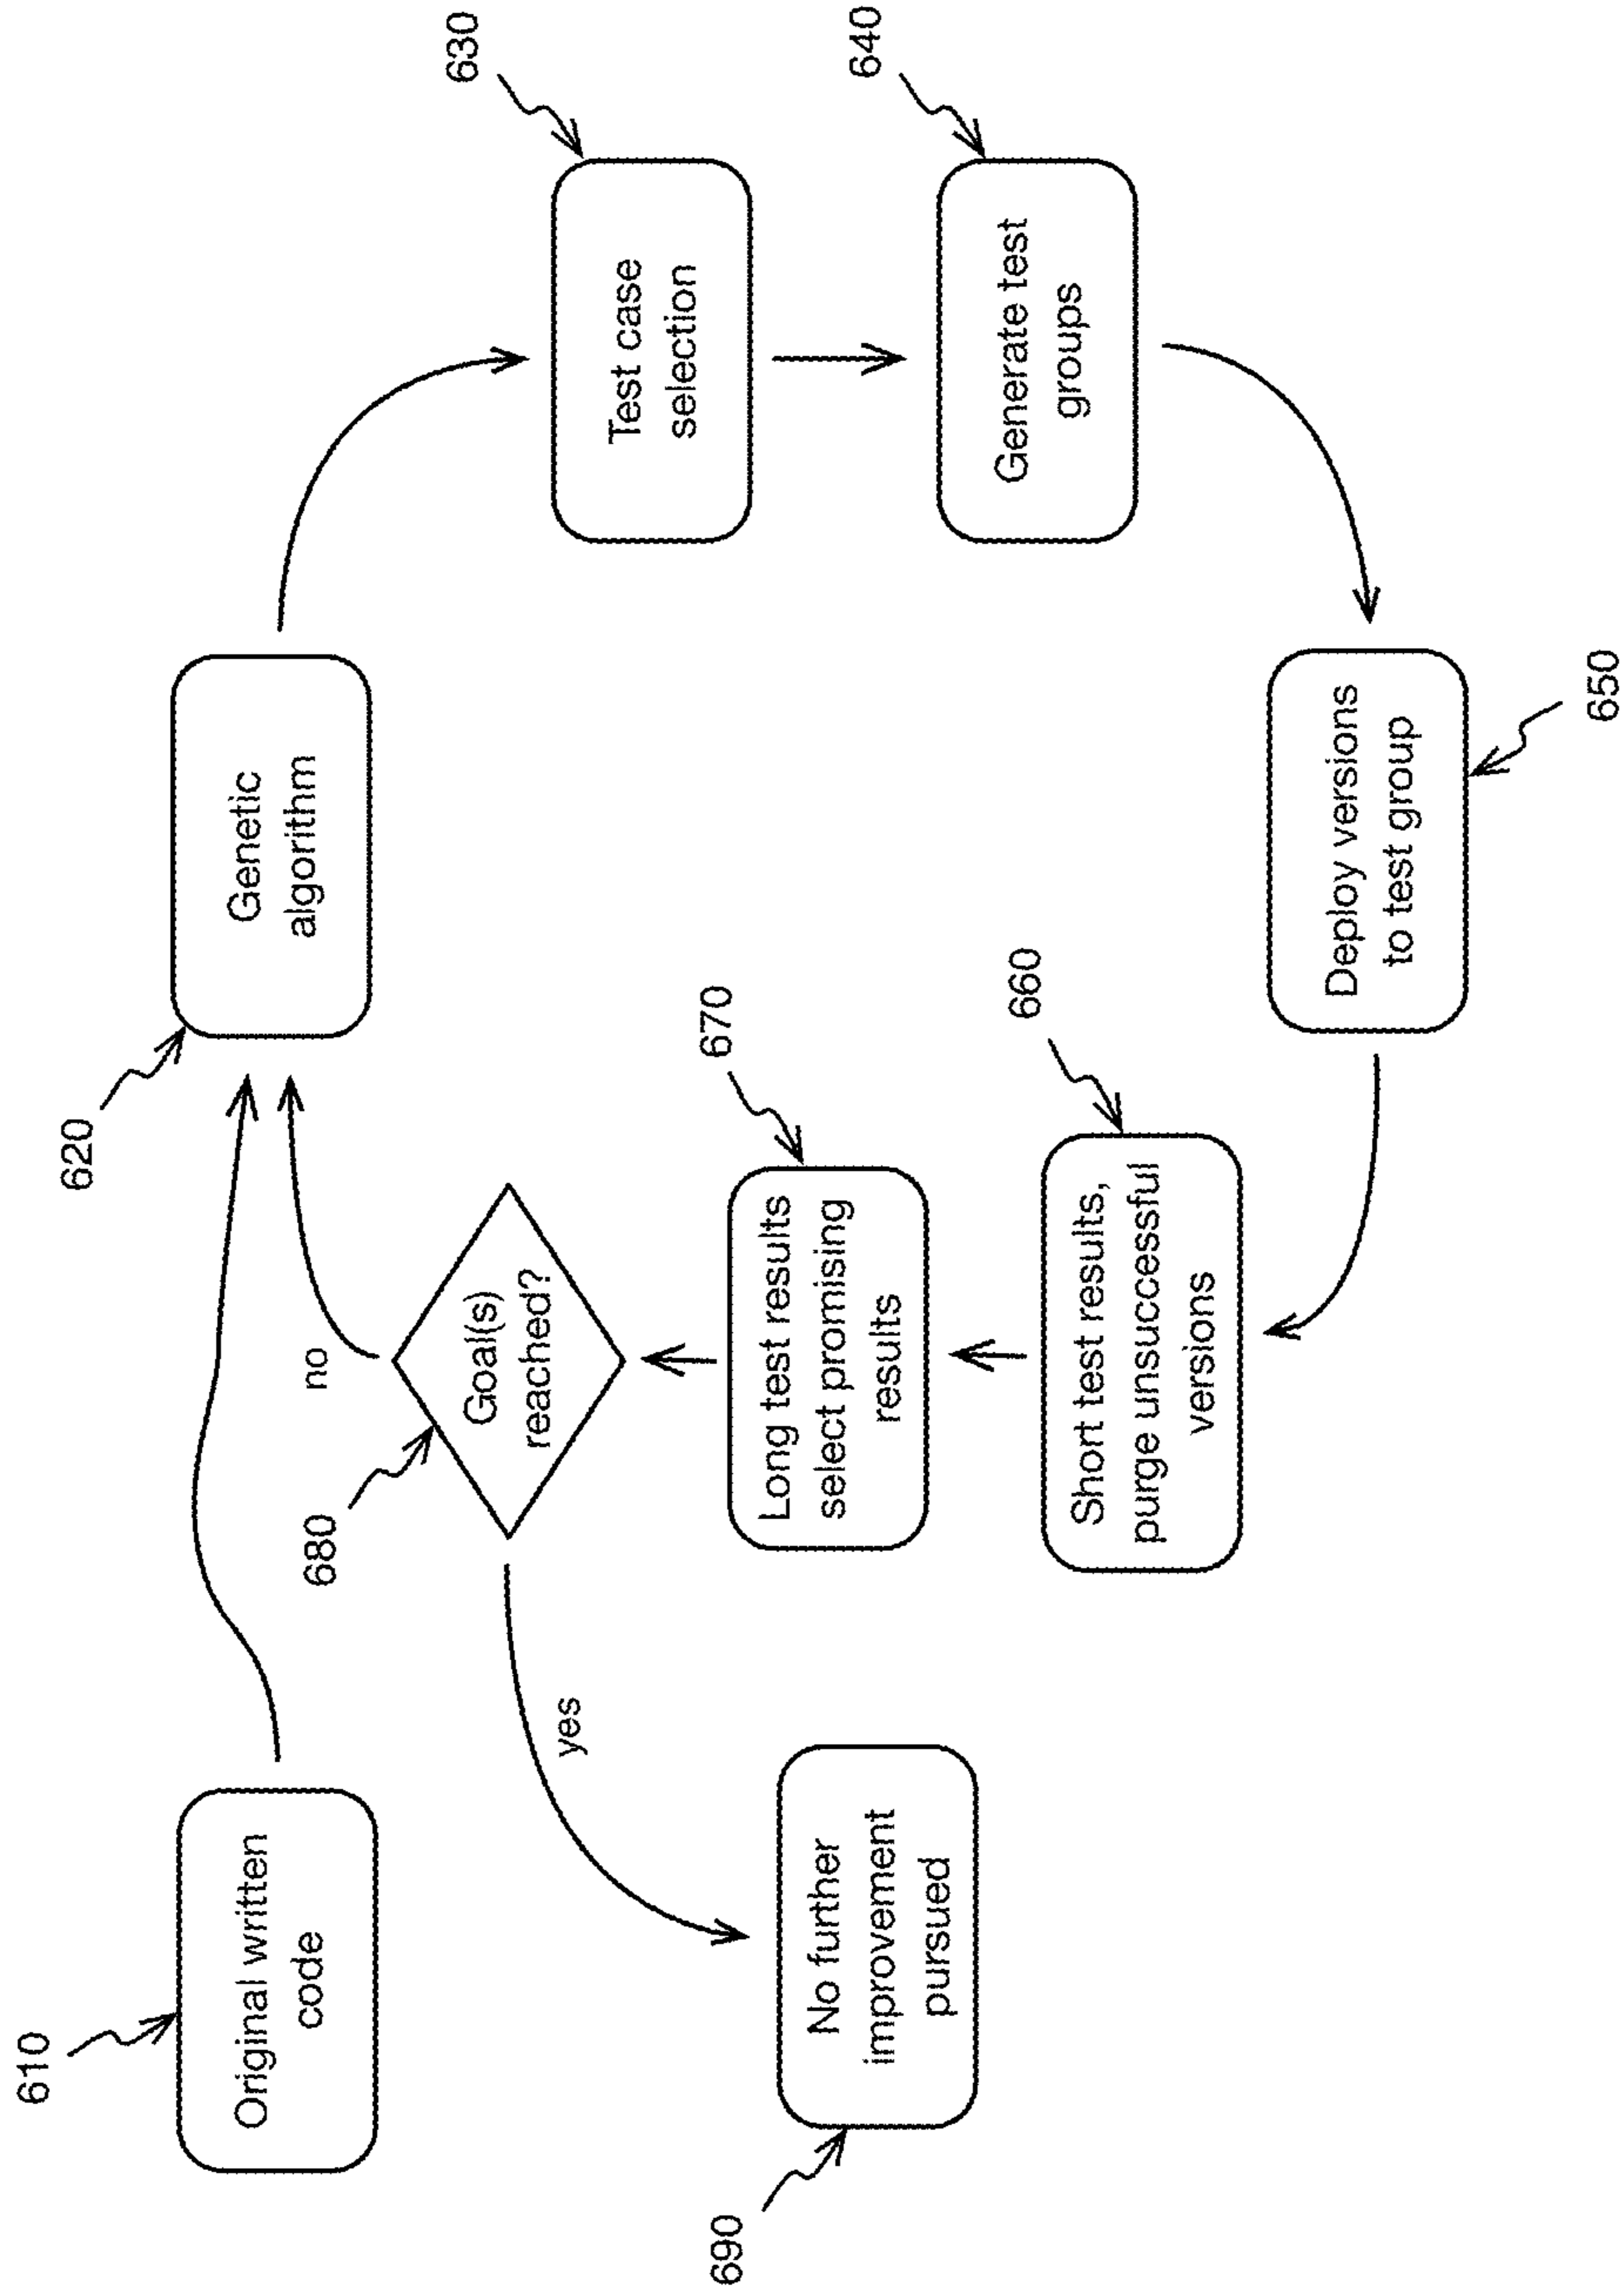 610
Original written
code
620
Genetic
algorithm
630
Test case
selection
640
Generate test
groups
650
Deploy versions
to test group
660
Short test results,
purge unsuccessful
versions
670
Long test results
select promising
results
680
Goal(s)
reached?
no
yes
690
No further
improvement
pursued